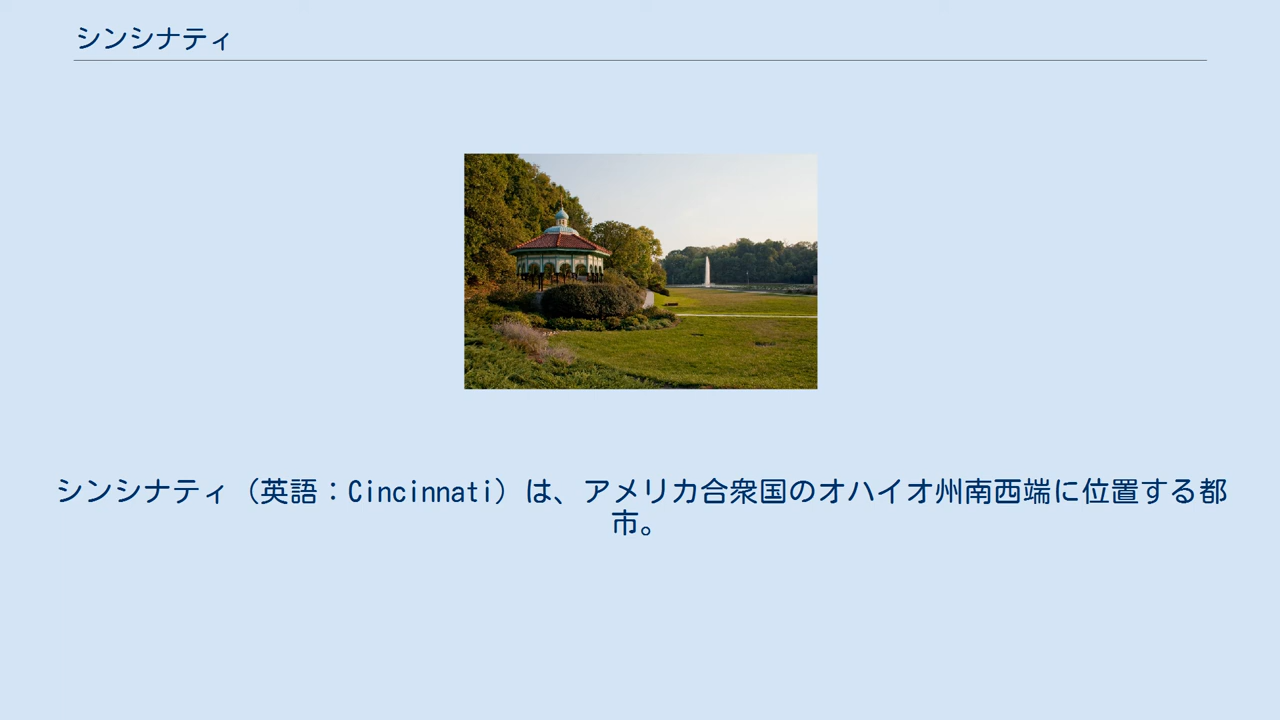 シンシナティ
シンシナティ（英語：Cincinnati）は、アメリカ合衆国のオハイオ州南西端に位置する都
市。